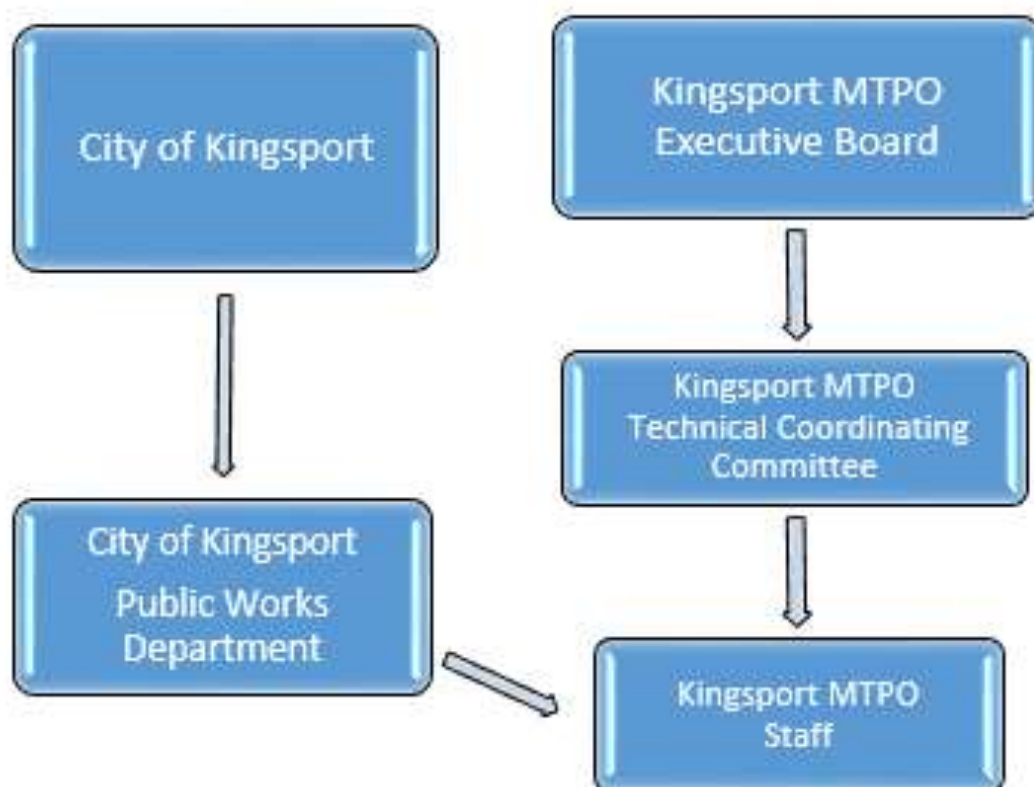 City of Kingsport
Kingsport MTPO
Executive Board
Kingsport MTPO
Technical Coordinating
Committee
City of Kingsport
Public Works
Department
Kingsport MTPO
Staff